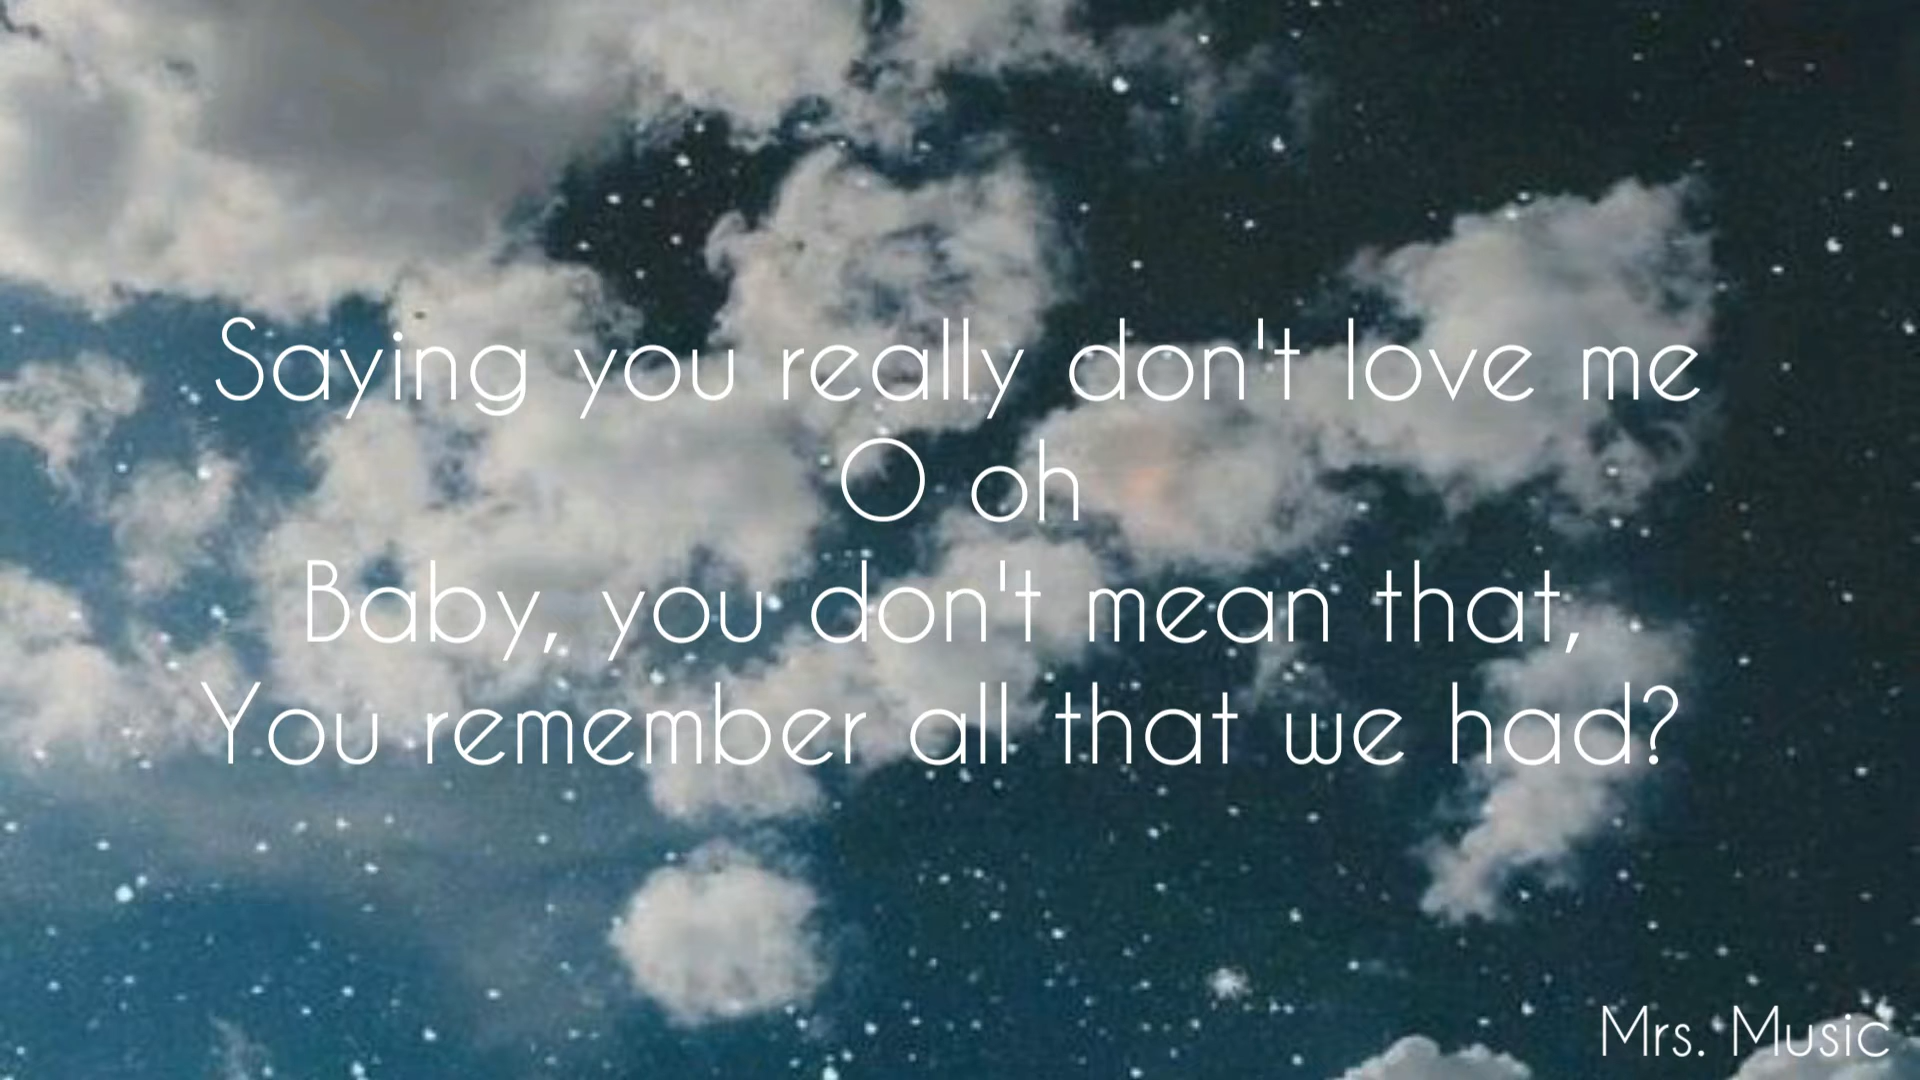 Saying you really don't love me
O oh
Baby, you don't mean that,
You remember all that we had?
Mrs. Music